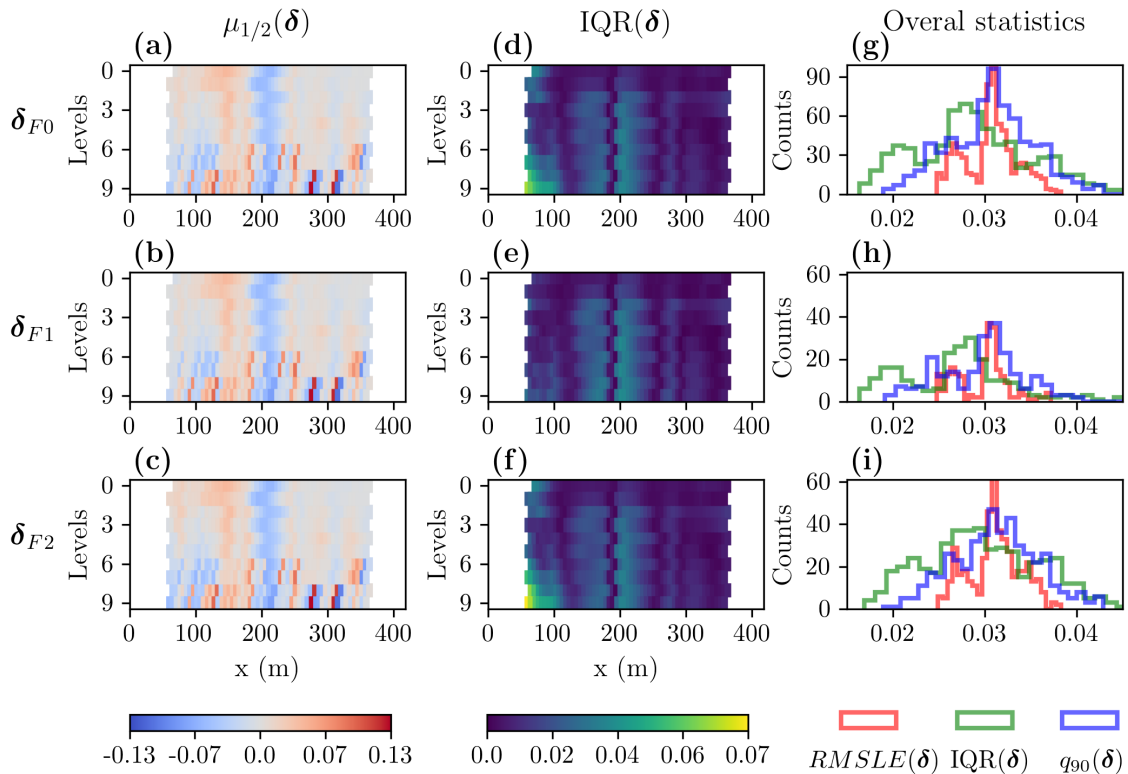 μ1/2(δ) IQR(δ) Overal statistics
(a) (d) (g)
δF0
Levels
0
3
6
9
0 100 200 300 400
Levels
0
3
6
9
0 100 200 300 400
Counts
90
60
30
0
0.02 0.03 0.04
(b) (e) (h)
δF1
Levels
0
3
6
9
0 100 200 300 400
Levels
0
3
6
9
0 100 200 300 400
Counts
60
40
20
0
0.02 0.03 0.04
(c) (f) (i)
δF2
Levels
0
3
6
9
0 100 200 300 400
x (m)
Levels
0
3
6
9
0 100 200 300 400
x (m)
Counts
60
40
20
0
0.02 0.03 0.04
-0.13 -0.07 0.0 0.07 0.13
0.0 0.02 0.04 0.06 0.07
RMSLE(δ) IQR(δ) q90(δ)